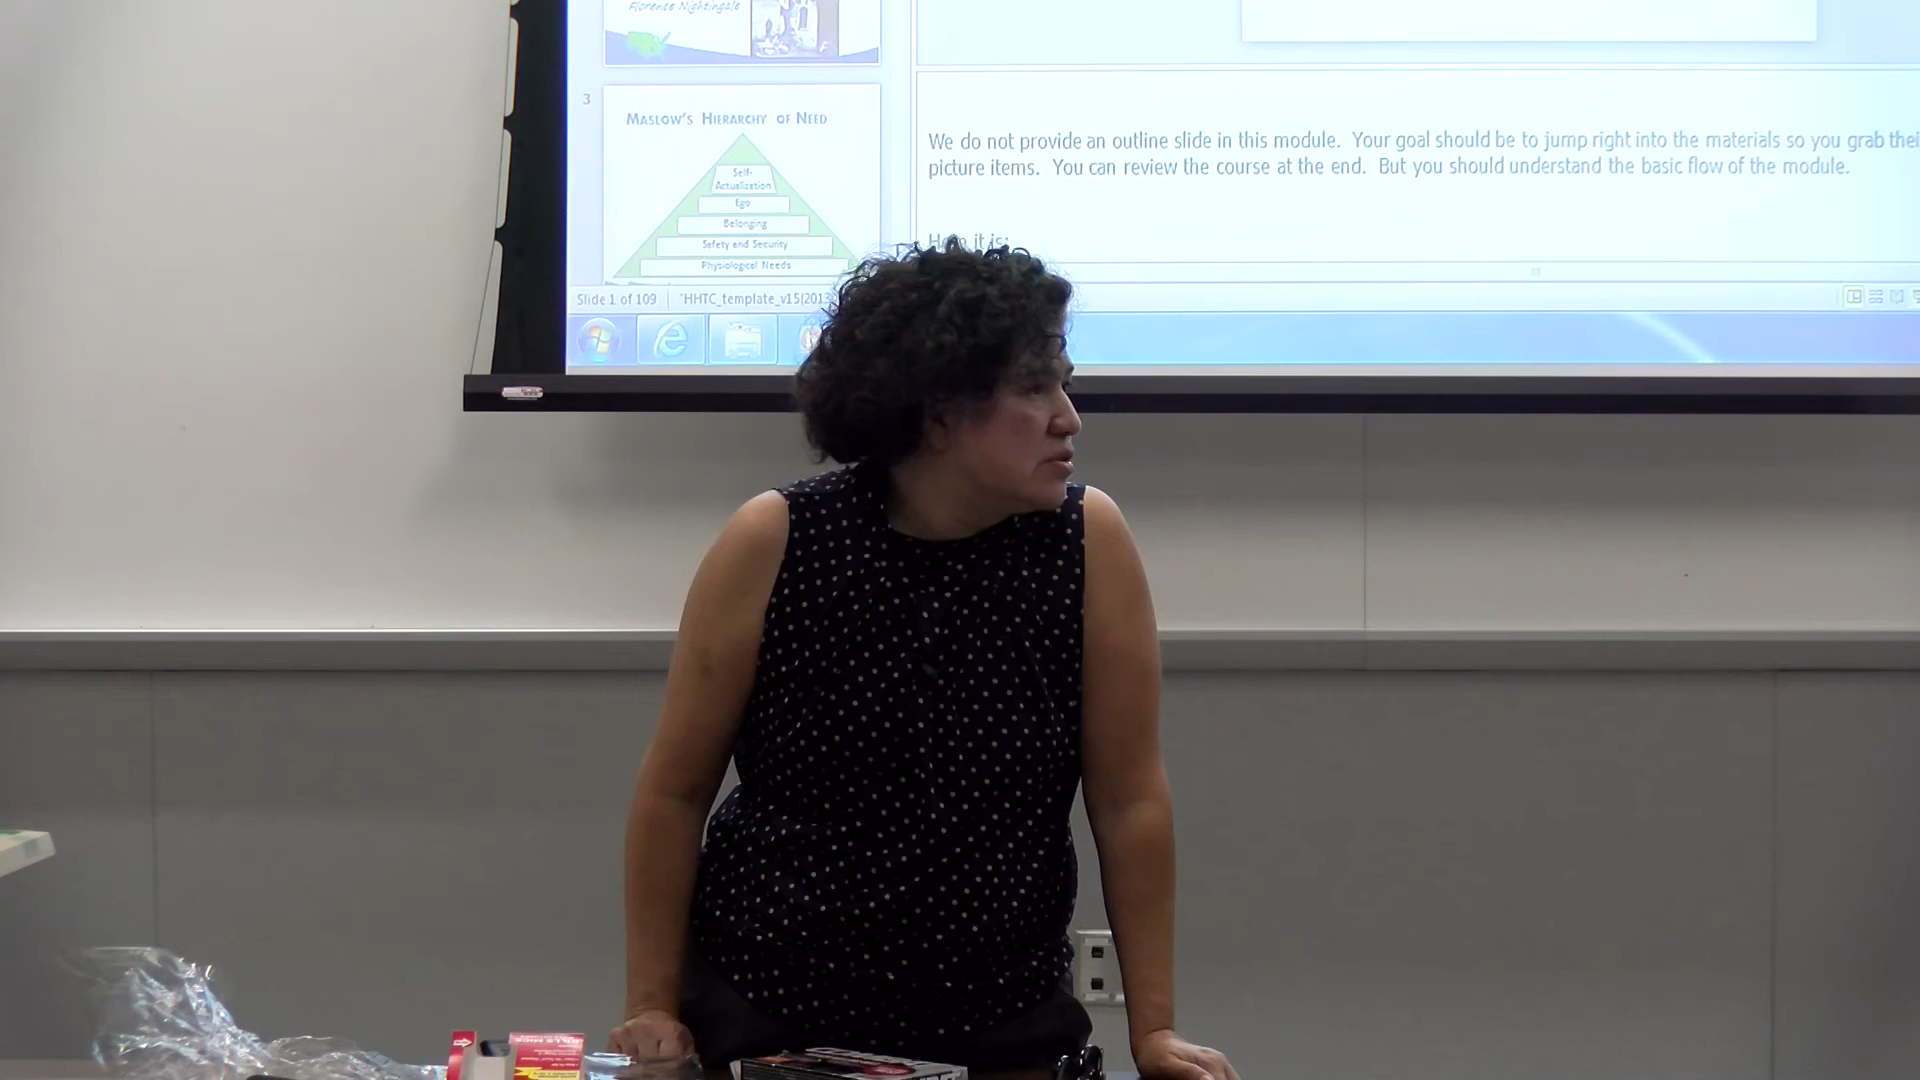 Florence Nightingale
3
MASLOW'S HIERARCHY OF NEED
Self-
Actualization
Ego
Belonging
Safety and Security
Physiological Needs
We do not provide an outline slide in this module. Your goal should be to jump right into the materials so you grab thei
picture items. You can review the course at the end. But you should understand the basic flow of the module.
Here it is:
Slide 1 of 109
"HHTC_template_v15(2013